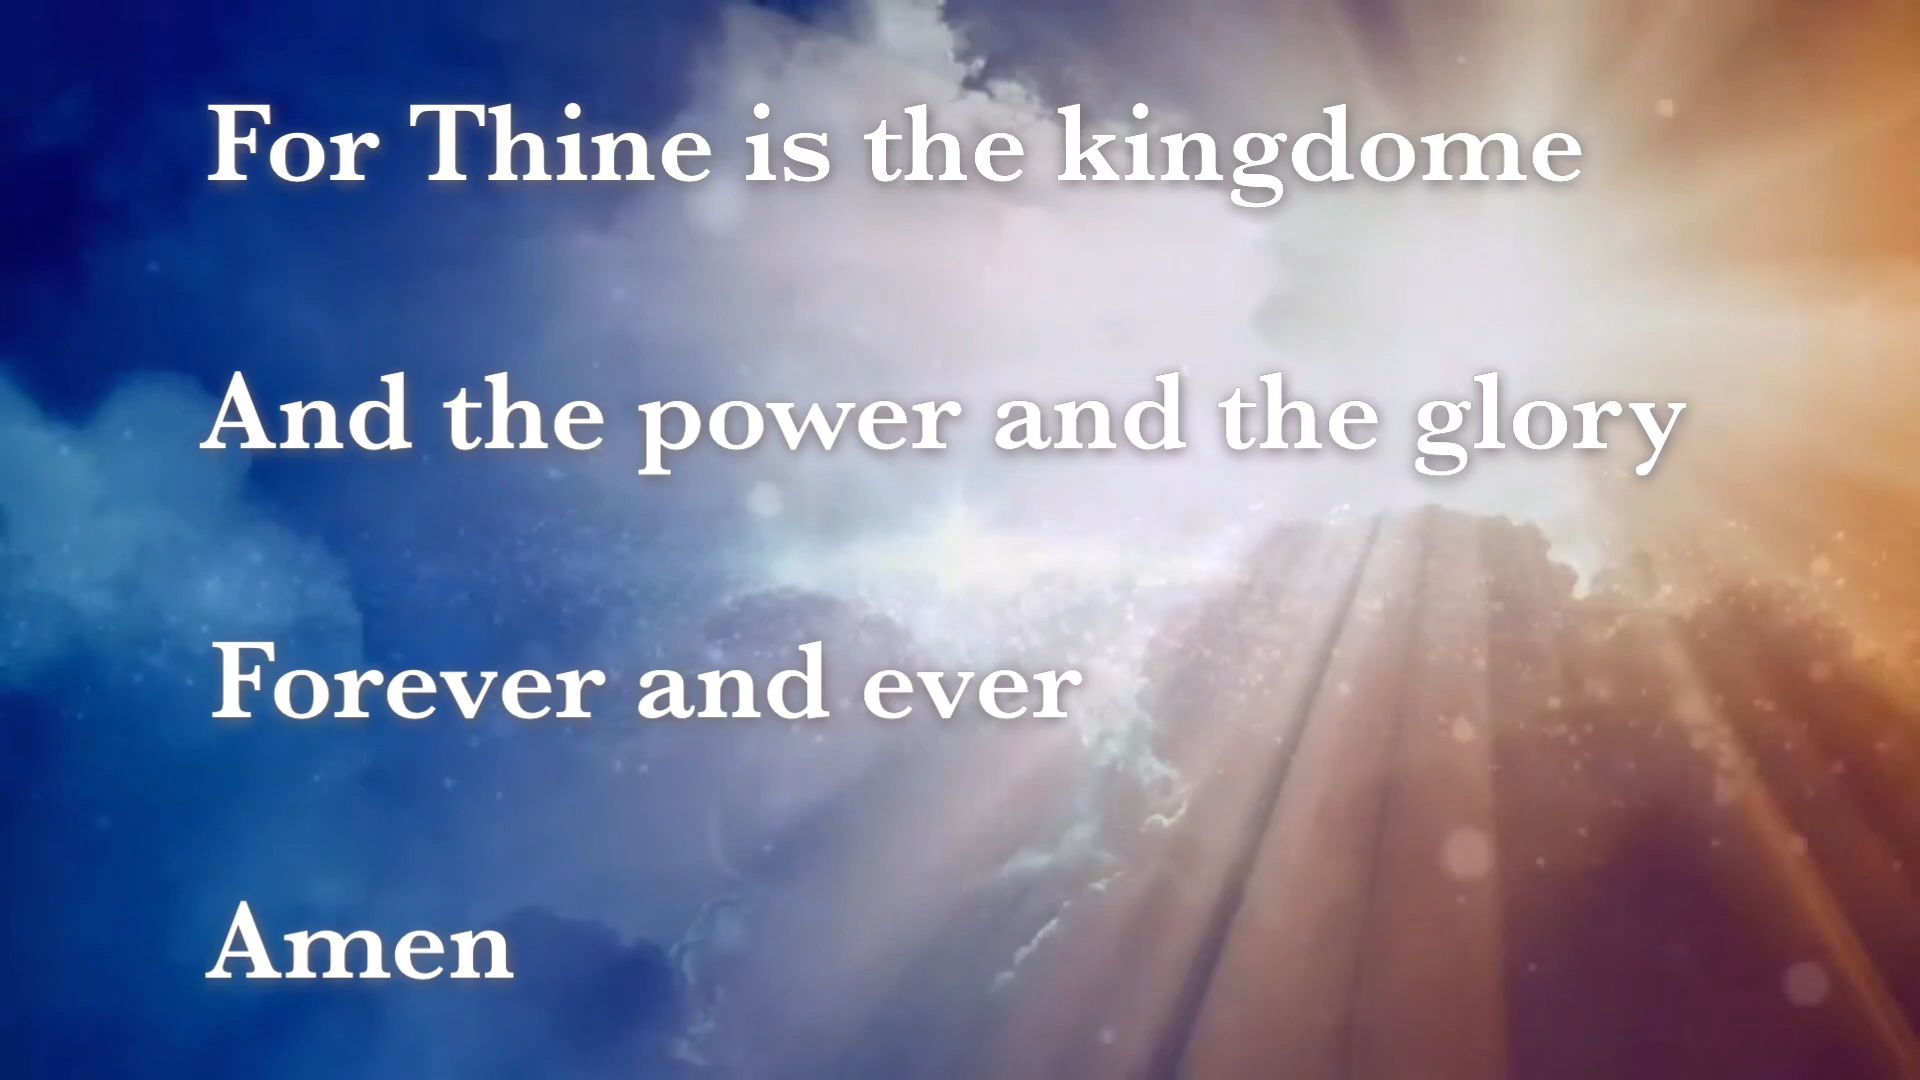 For Thine is the kingdome
And the power and the glory
Forever and ever
Amen